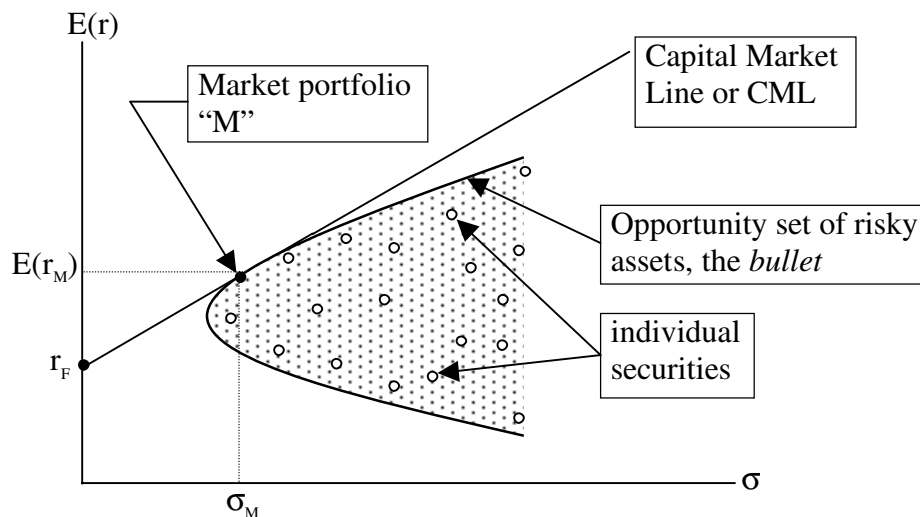 E(r)
Market portfolio
“M”
Capital Market
Line or CML
Opportunity set of risky
assets, the bullet
E(r_M)
individual
securities
r_F
σ_M
σ